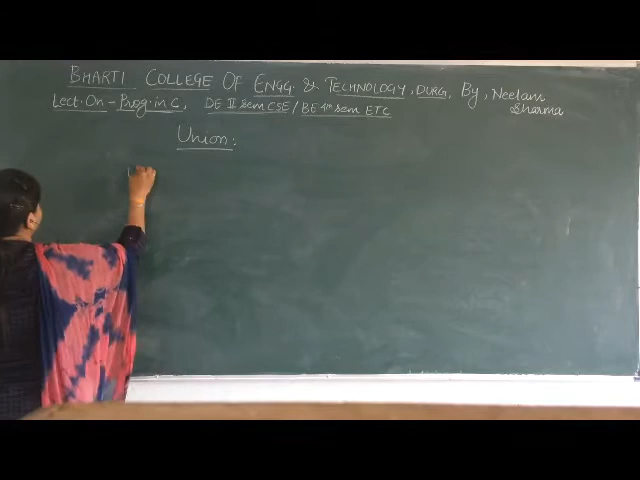 BHARTI COLLEGE OF ENGG & TECHNOLOGY, DURG, By, Neelam Sharma
Lect. On - Prog. in C, DE II sem CSE / BE 4th sem ETC
Union: